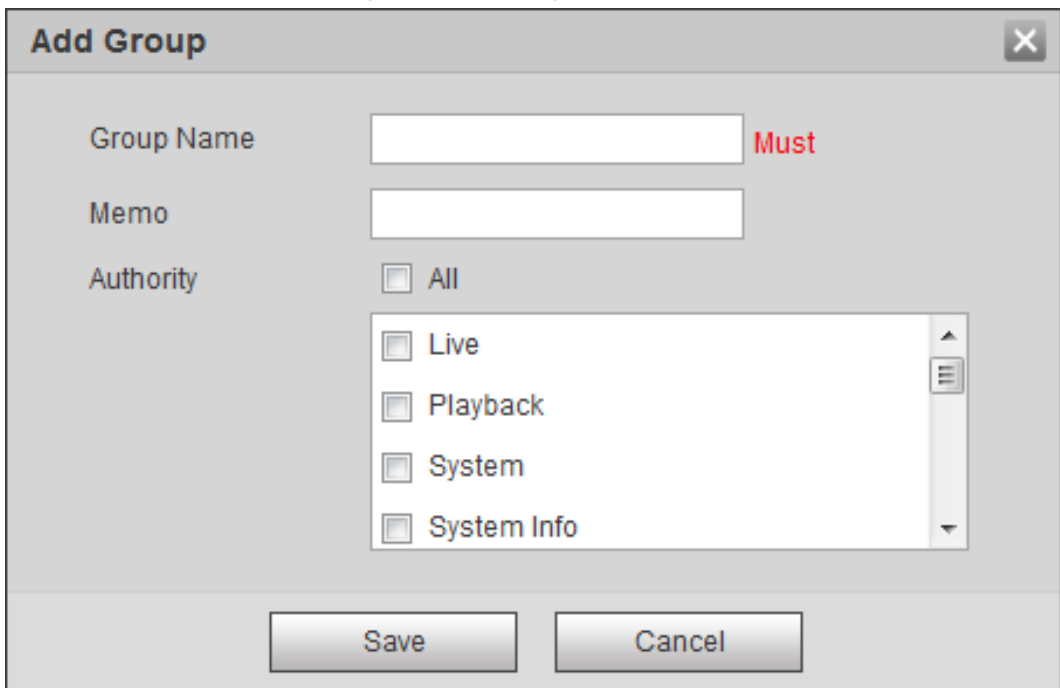 Add Group
Group Name
Must
Memo
Authority
All
Live
Playback
System
System Info
Save
Cancel